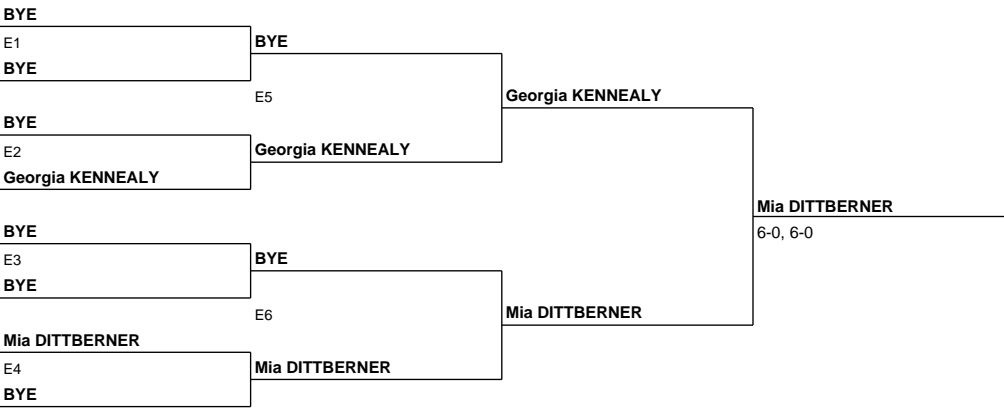 BYE
E1
BYE
BYE
E5
Georgia KENNEALY
BYE
E2
Georgia KENNEALY
Georgia KENNEALY
Mia DITTBERNER
6-0, 6-0
BYE
E3
BYE
BYE
E6
Mia DITTBERNER
Mia DITTBERNER
E4
Mia DITTBERNER
BYE